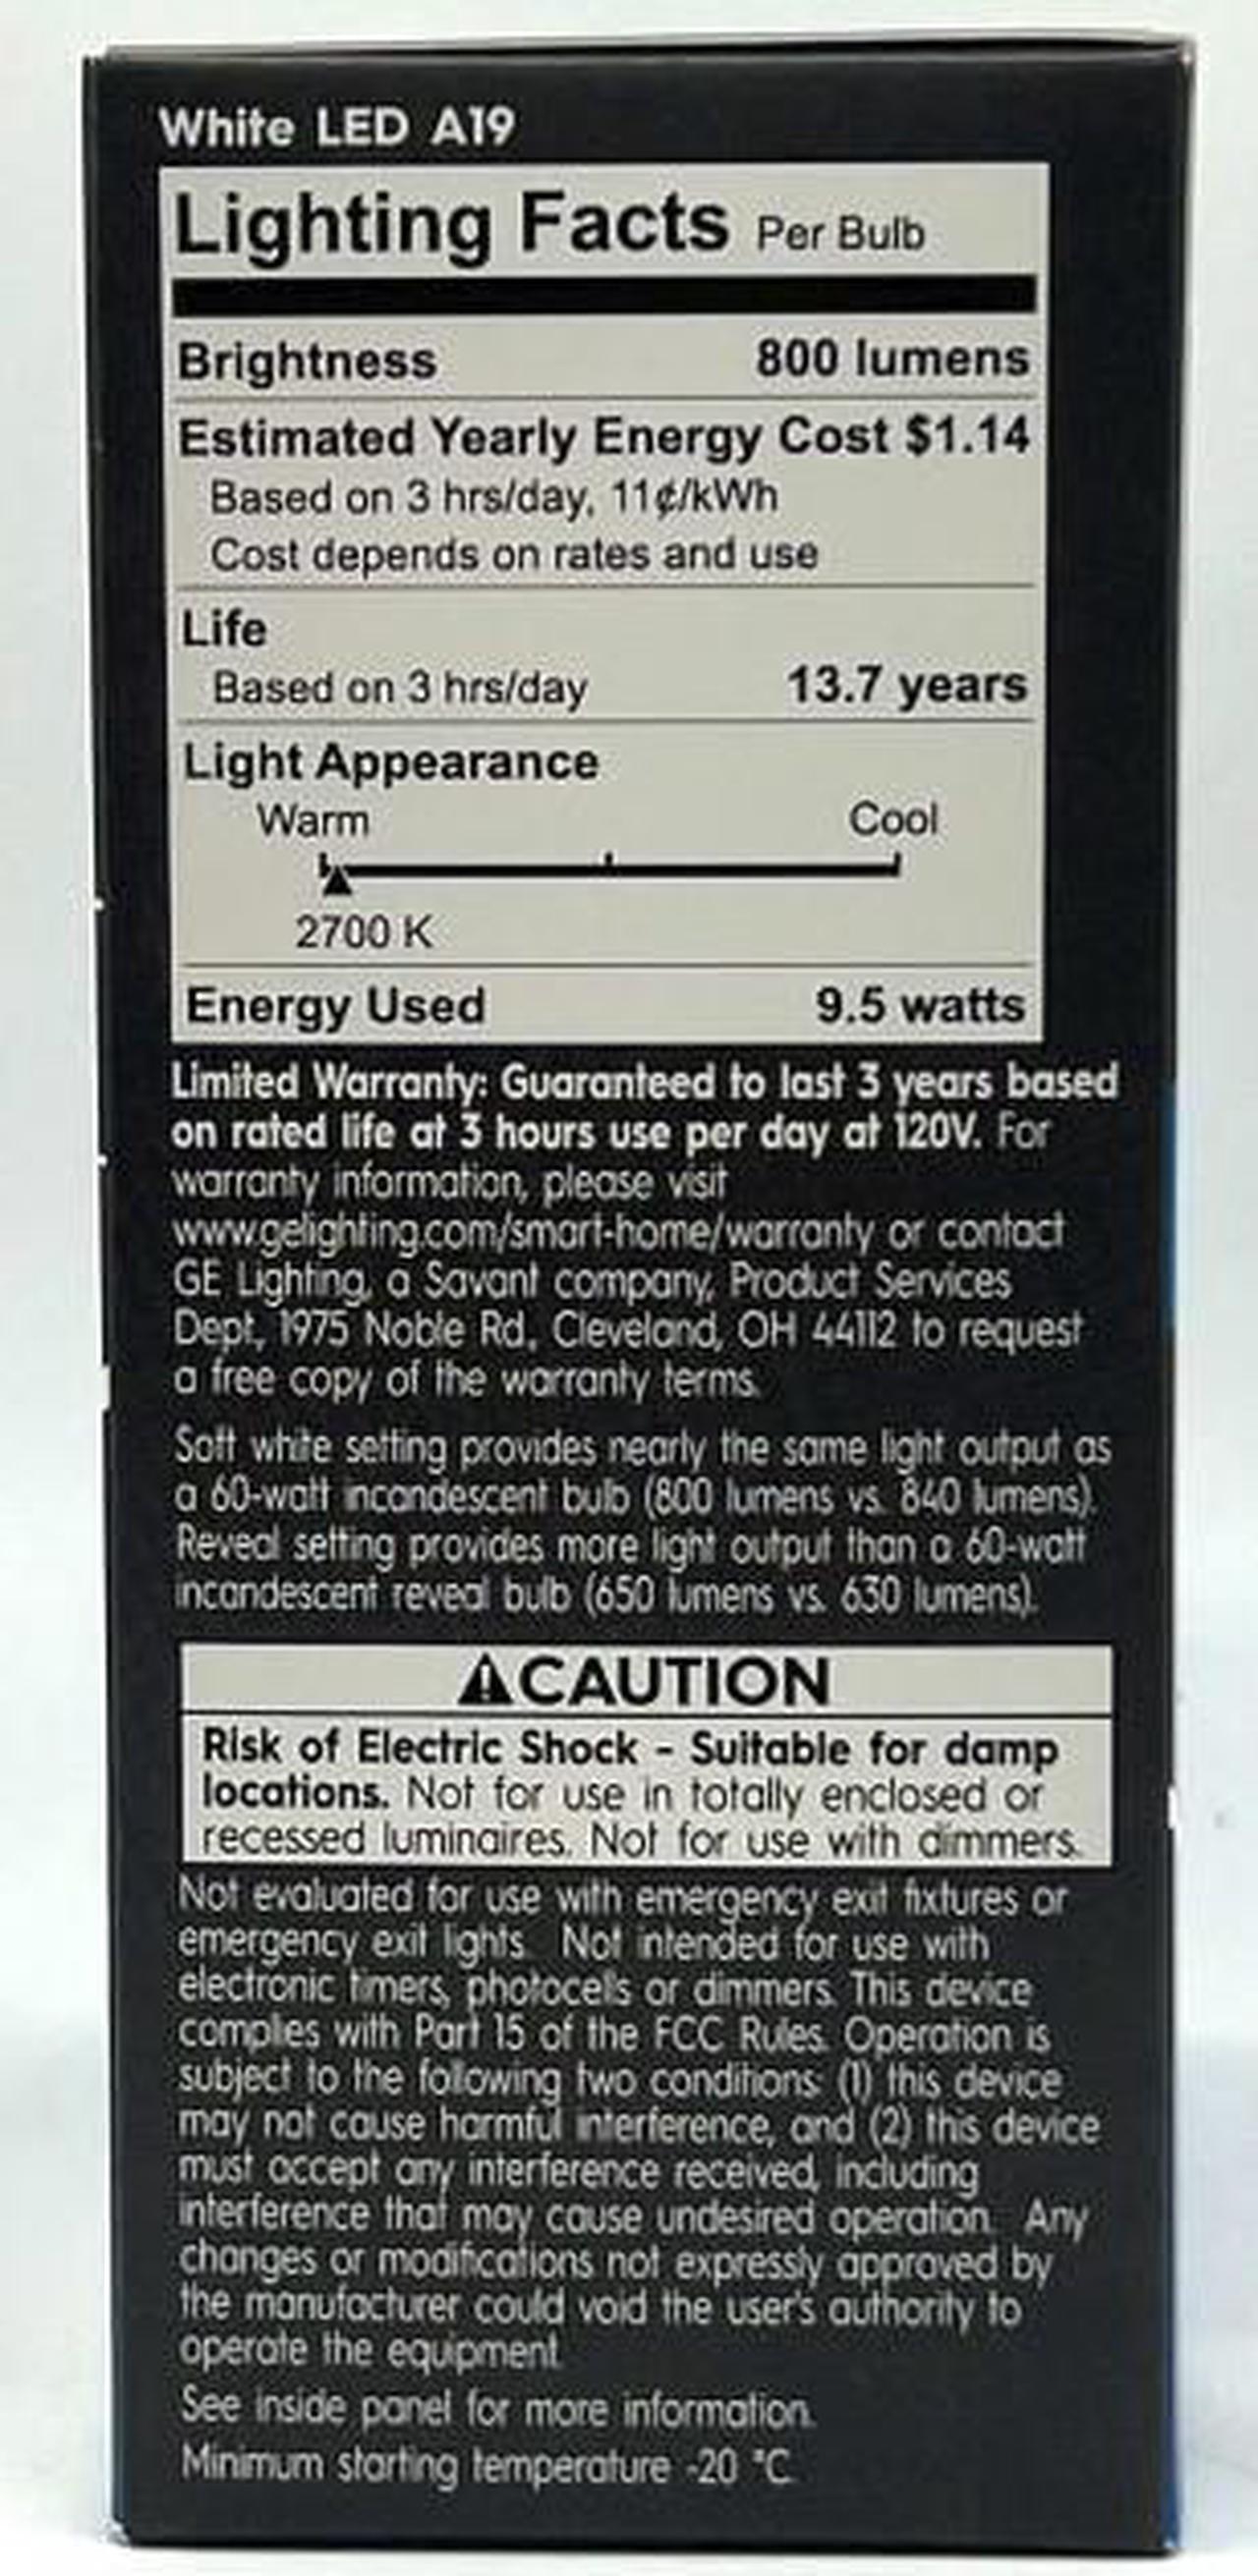 White LED A19
Lighting Facts Per Bulb
Brightness 800 lumens
Estimated Yearly Energy Cost $1.14
Based on 3 hrs/day, 11¢/kWh
Cost depends on rates and use
Life
Based on 3 hrs/day 13.7 years
Light Appearance
Warm Cool
2700 K
Energy Used 9.5 watts
Limited Warranty: Guaranteed to last 3 years based
on rated life at 3 hours use per day at 120V. For
warranty information, please visit
www.gelighting.com/smart-home/warranty or contact
GE Lighting, a Savant company, Product Services
Dept, 1975 Noble Rd., Cleveland, OH 44112 to request
a free copy of the warranty terms.
Soft white setting provides nearly the same light output as
a 60-watt incandescent bulb (800 lumens vs. 840 lumens).
Reveal setting provides more light output than a 60-watt
incandescent reveal bulb (650 lumens vs. 630 lumens).
⚠CAUTION
Risk of Electric Shock - Suitable for damp
locations. Not for use in totally enclosed or
recessed luminaires. Not for use with dimmers.
Not evaluated for use with emergency exit fixtures or
emergency exit lights. Not intended for use with
electronic timers, photocells or dimmers. This device
complies with Part 15 of the FCC Rules. Operation is
subject to the following two conditions: (1) this device
may not cause harmful interference, and (2) this device
must accept any interference received, including
interference that may cause undesired operation. Any
changes or modifications not expressly approved by
the manufacturer could void the user's authority to
operate the equipment.
See inside panel for more information.
Minimum starting temperature -20 °C.